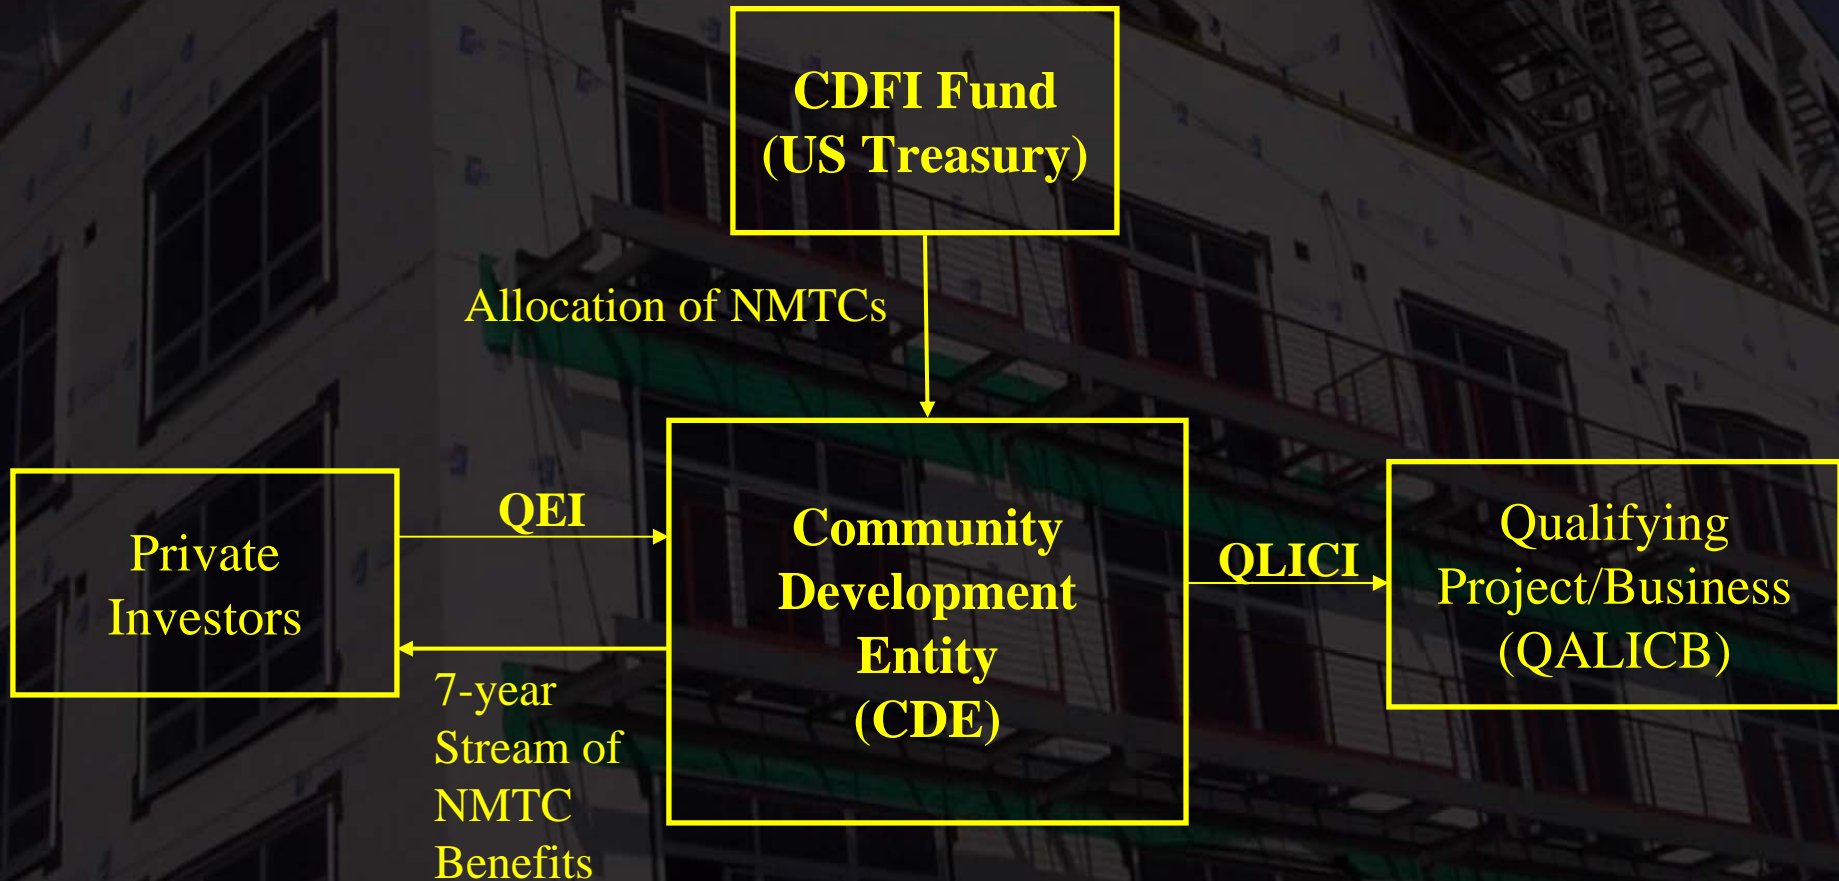 CDFI Fund
(US Treasury)
Allocation of NMTCs
Private
Investors
QEI
7-year
Stream of
NMTC
Benefits
Community
Development
Entity
(CDE)
QLICI
Qualifying
Project/Business
(QALICB)